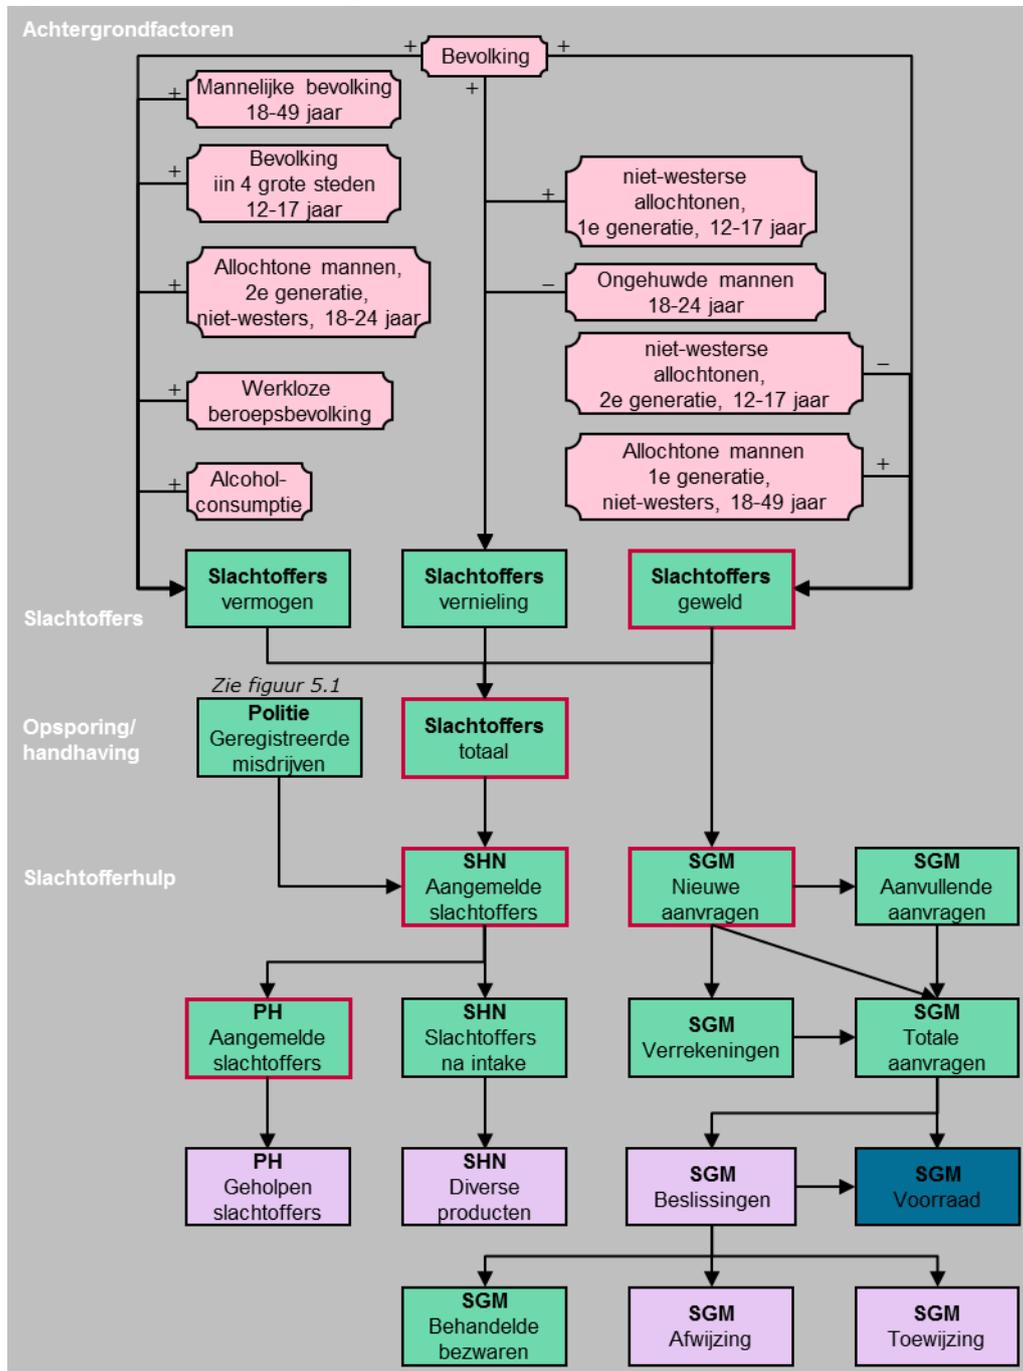 Achtergrondfactoren
+
Bevolking
+
+
+
Mannelijke bevolking
18-49 jaar
+
Bevolking
iin 4 grote steden
12-17 jaar
+
niet-westerse
allochtonen,
1e generatie, 12-17 jaar
+
Allochtone mannen,
2e generatie,
niet-westers, 18-24 jaar
–
Ongehuwde mannen
18-24 jaar
niet-westerse
allochtonen,
2e generatie, 12-17 jaar
–
+
Werkloze
beroepsbevolking
Allochtone mannen
1e generatie,
niet-westers, 18-49 jaar
+
+
Alcohol-
consumptie
Slachtoffers
vermogen
Slachtoffers
vernieling
Slachtoffers
geweld
Slachtoffers
Zie figuur 5.1
Opsporing/
handhaving
Politie
Geregistreerde
misdrijven
Slachtoffers
totaal
Slachtofferhulp
SHN
Aangemelde
slachtoffers
SGM
Nieuwe
aanvragen
SGM
Aanvullende
aanvragen
PH
Aangemelde
slachtoffers
SHN
Slachtoffers
na intake
SGM
Verrekeningen
SGM
Totale
aanvragen
PH
Geholpen
slachtoffers
SHN
Diverse
producten
SGM
Beslissingen
SGM
Voorraad
SGM
Behandelde
bezwaren
SGM
Afwijzing
SGM
Toewijzing